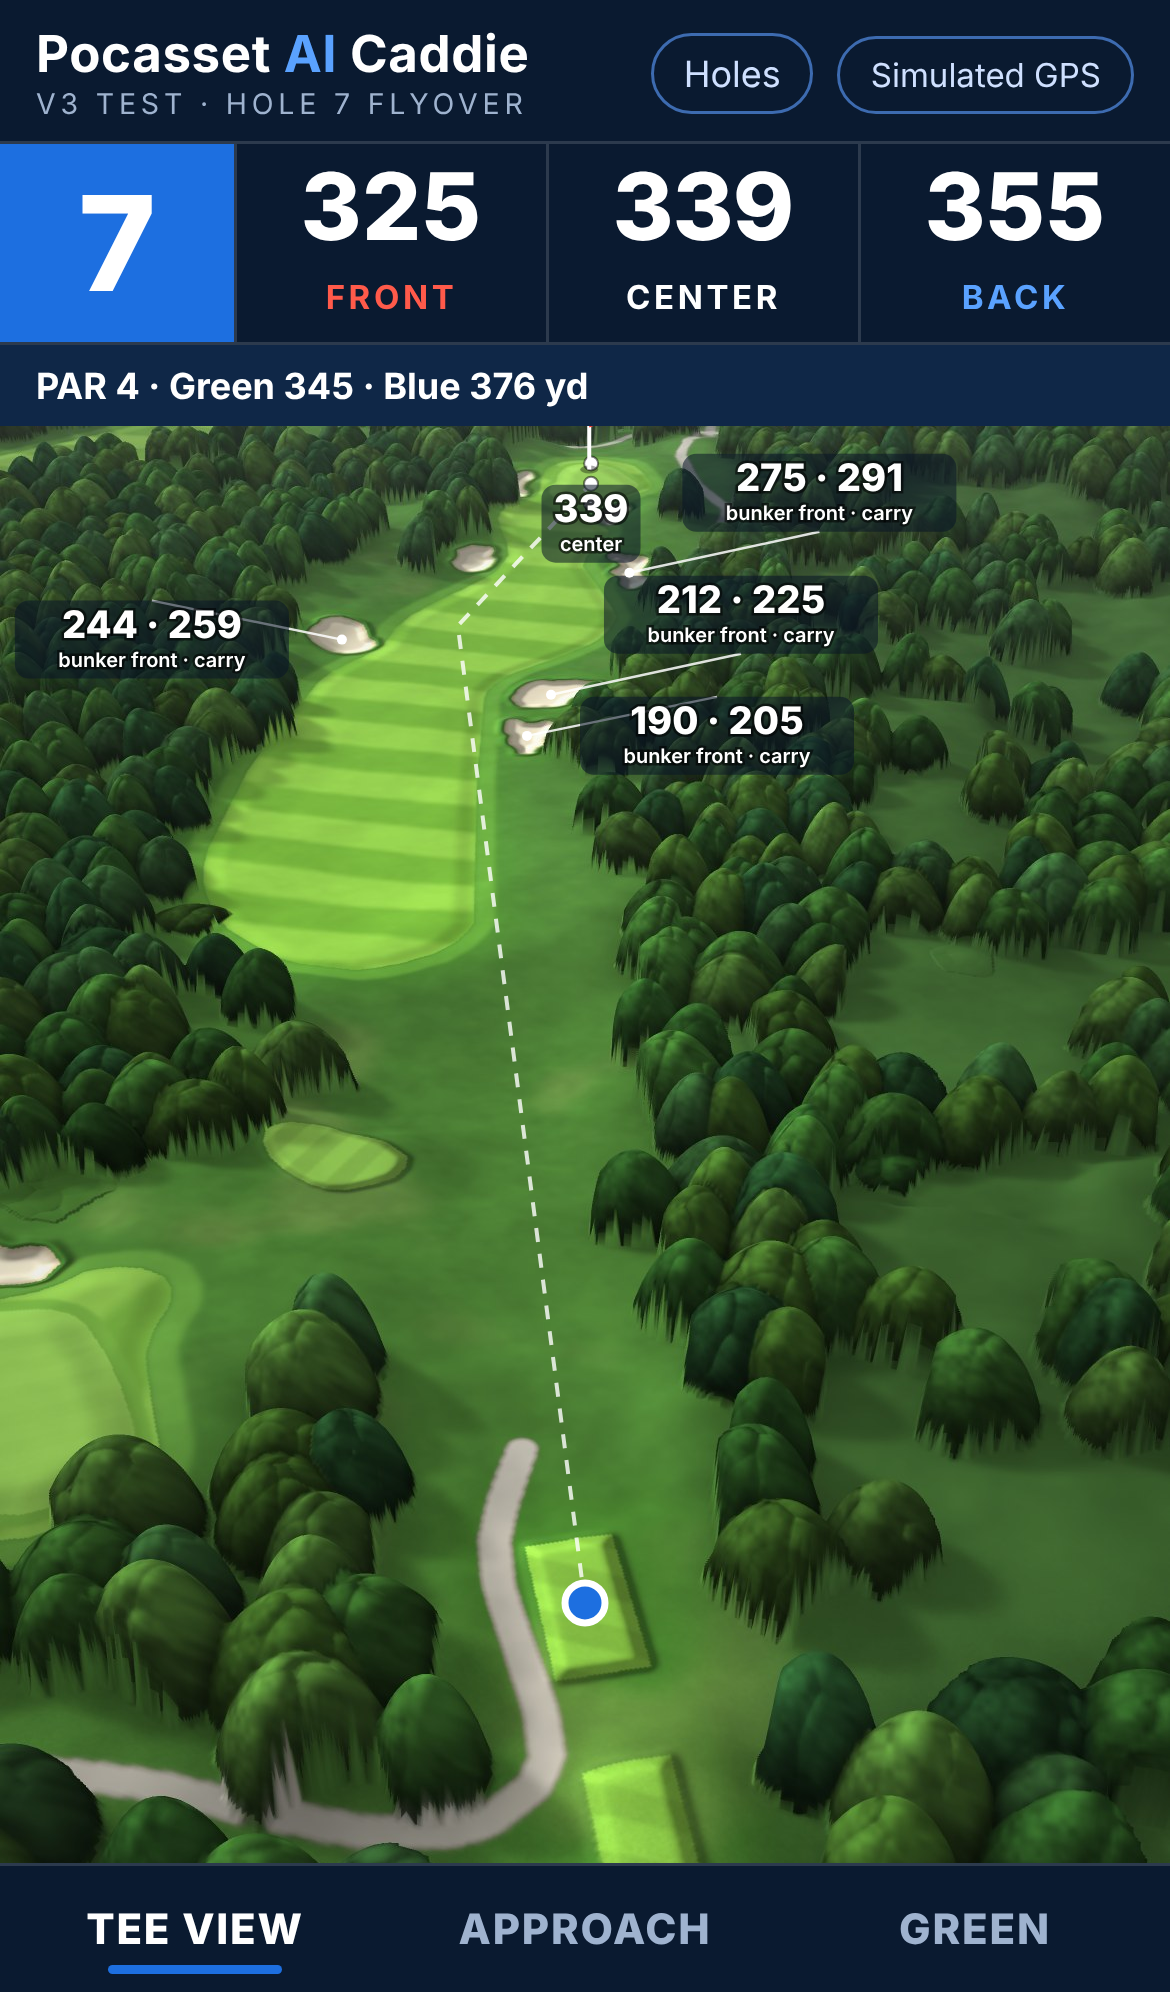 Pocasset AI Caddie
V3 TEST · HOLE 7 FLYOVER
Holes
Simulated GPS
7
325
FRONT
339
CENTER
355
BACK
PAR 4 · Green 345 · Blue 376 yd
275 · 291
bunker front · carry
339
center
212 · 225
bunker front · carry
244 · 259
bunker front · carry
190 · 205
bunker front · carry
TEE VIEW
APPROACH
GREEN